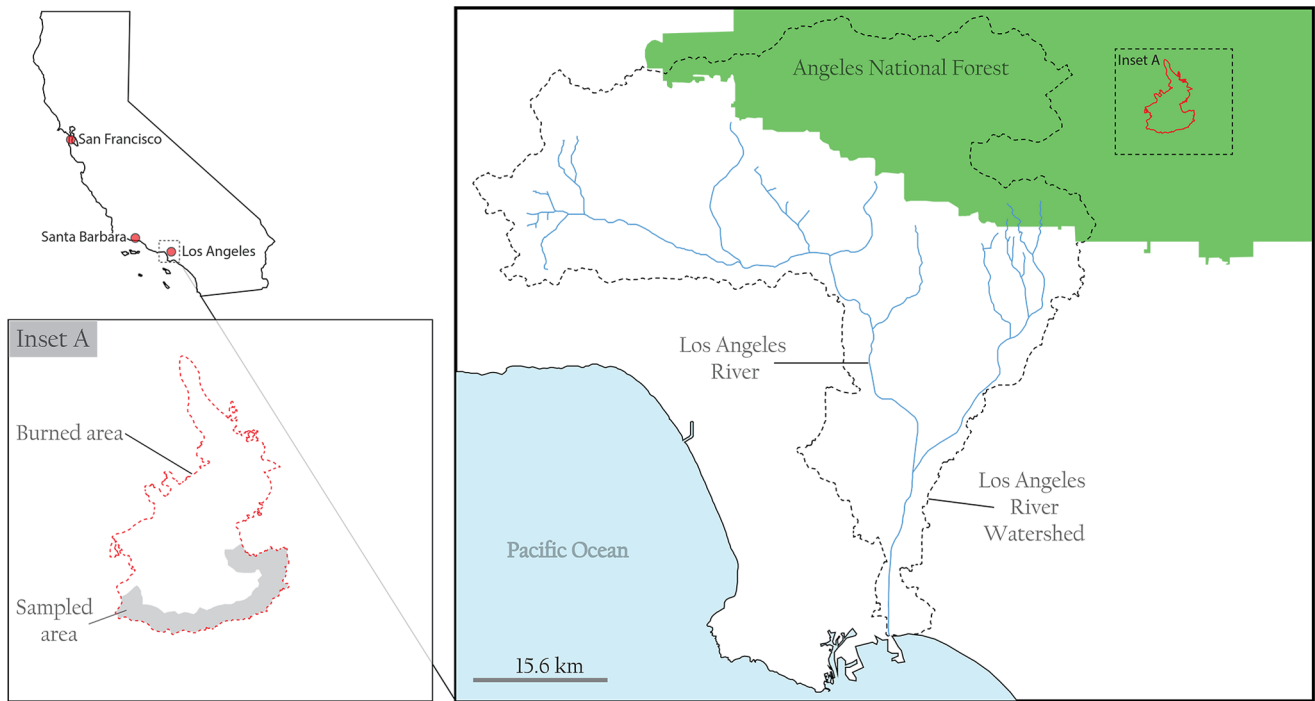 San Francisco
Santa Barbara
Los Angeles
Inset A
Burned area
Sampled
area
Angeles National Forest
Inset A
Los Angeles
River
Los Angeles
River
Watershed
Pacific Ocean
15.6 km